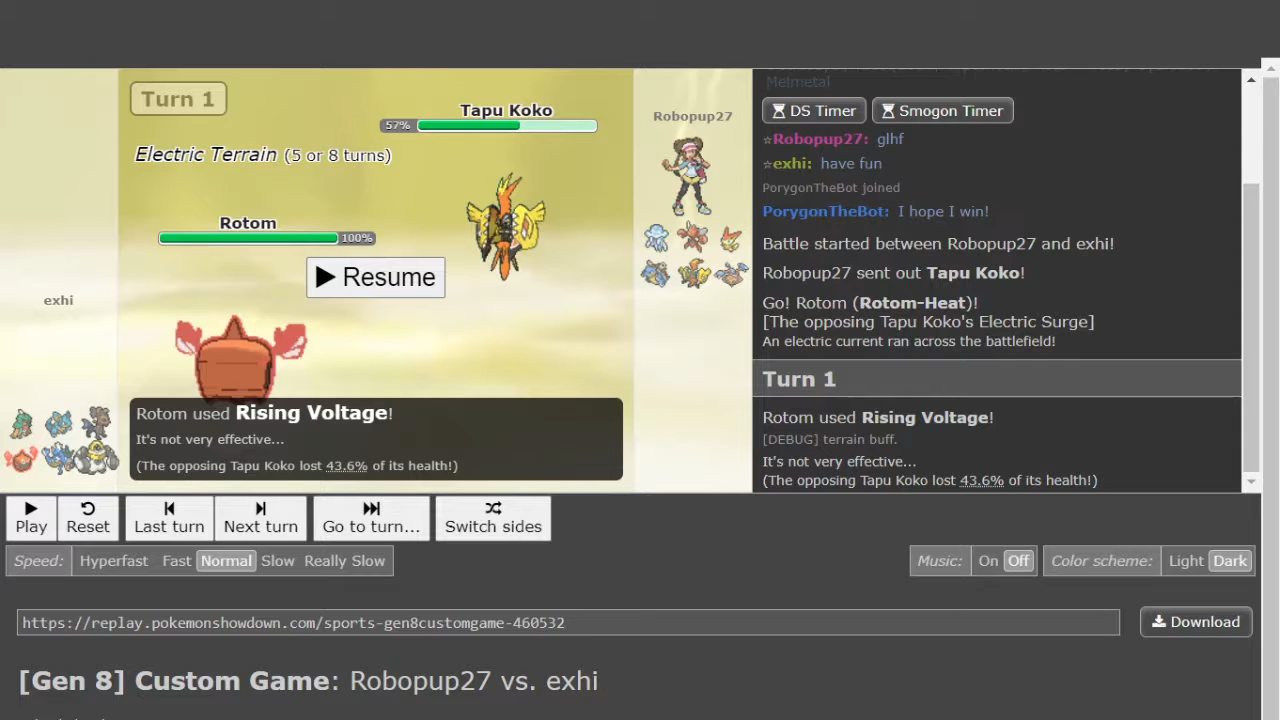 Turn 1
Tapu Koko
57%
Electric Terrain (5 or 8 turns)
Rotom
100%
Resume
exhi
Robopup27
Rotom used Rising Voltage!
It's not very effective...
(The opposing Tapu Koko lost 43.6% of its health!)
Melmetal
DS Timer Smogon Timer
☆Robopup27: glhf
☆exhi: have fun
PorygonTheBot joined
PorygonTheBot: I hope I win!
Battle started between Robopup27 and exhi!
Robopup27 sent out Tapu Koko!
Go! Rotom (Rotom-Heat)!
[The opposing Tapu Koko's Electric Surge]
An electric current ran across the battlefield!
Turn 1
Rotom used Rising Voltage!
[DEBUG] terrain buff.
It's not very effective...
(The opposing Tapu Koko lost 43.6% of its health!)
Play Reset Last turn Next turn Go to turn... Switch sides
Speed: Hyperfast Fast Normal Slow Really Slow Music: On Off Color scheme: Light Dark
https://replay.pokemonshowdown.com/sports-gen8customgame-460532 Download
[Gen 8] Custom Game: Robopup27 vs. exhi